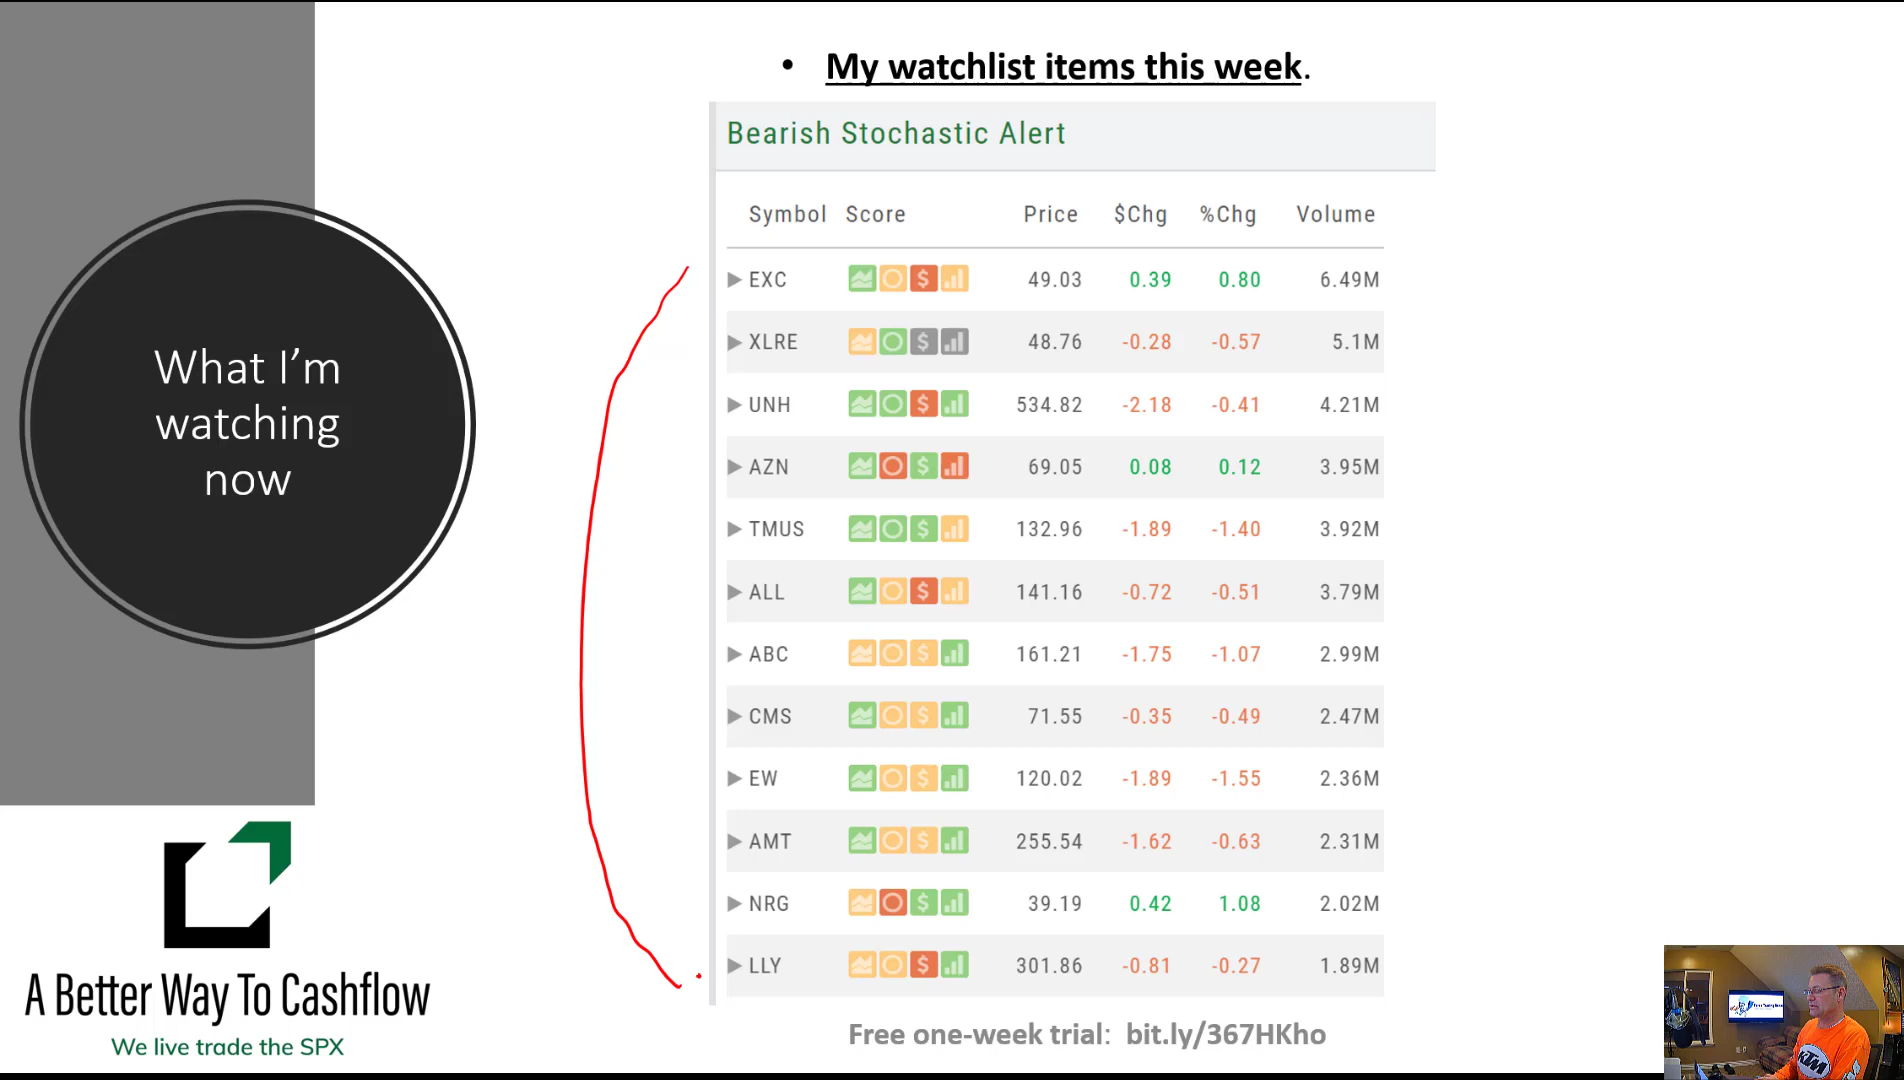 • My watchlist items this week.
What I'm
watching
now
Bearish Stochastic Alert
Symbol Score Price $Chg %Chg Volume
EXC $ 49.03 0.39 0.80 6.49M
XLRE $ 48.76 -0.28 -0.57 5.1M
UNH $ 534.82 -2.18 -0.41 4.21M
AZN $ 69.05 0.08 0.12 3.95M
TMUS $ 132.96 -1.89 -1.40 3.92M
ALL $ 141.16 -0.72 -0.51 3.79M
ABC $ 161.21 -1.75 -1.07 2.99M
CMS $ 71.55 -0.35 -0.49 2.47M
EW $ 120.02 -1.89 -1.55 2.36M
AMT $ 255.54 -1.62 -0.63 2.31M
NRG $ 39.19 0.42 1.08 2.02M
LLY $ 301.86 -0.81 -0.27 1.89M
Free one-week trial: bit.ly/367HKho
A Better Way To Cashflow
We live trade the SPX
KTM